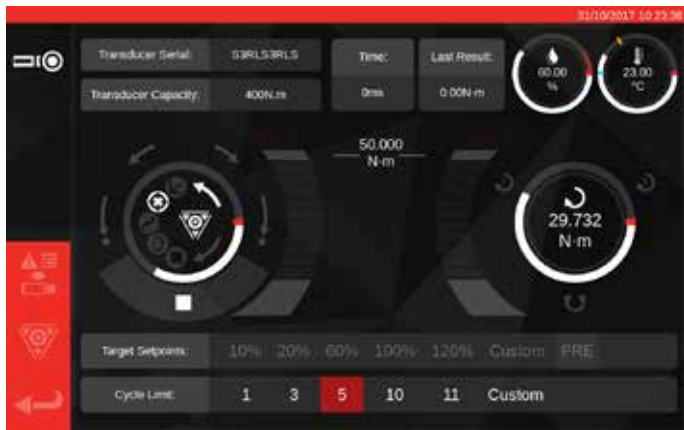 31/10/2017 10:23:36
Transducer Serial: S3RLS3RLS Time: Last Result:
Transducer Capacity: 400N.m 0ms 0.00N·m
60.00
%
23.00
°C
50.000
N·m
29.732
N·m
Target Setpoints: 10% 20% 60% 100% 120% Custom PRE
Cycle Limit: 1 3 5 10 11 Custom